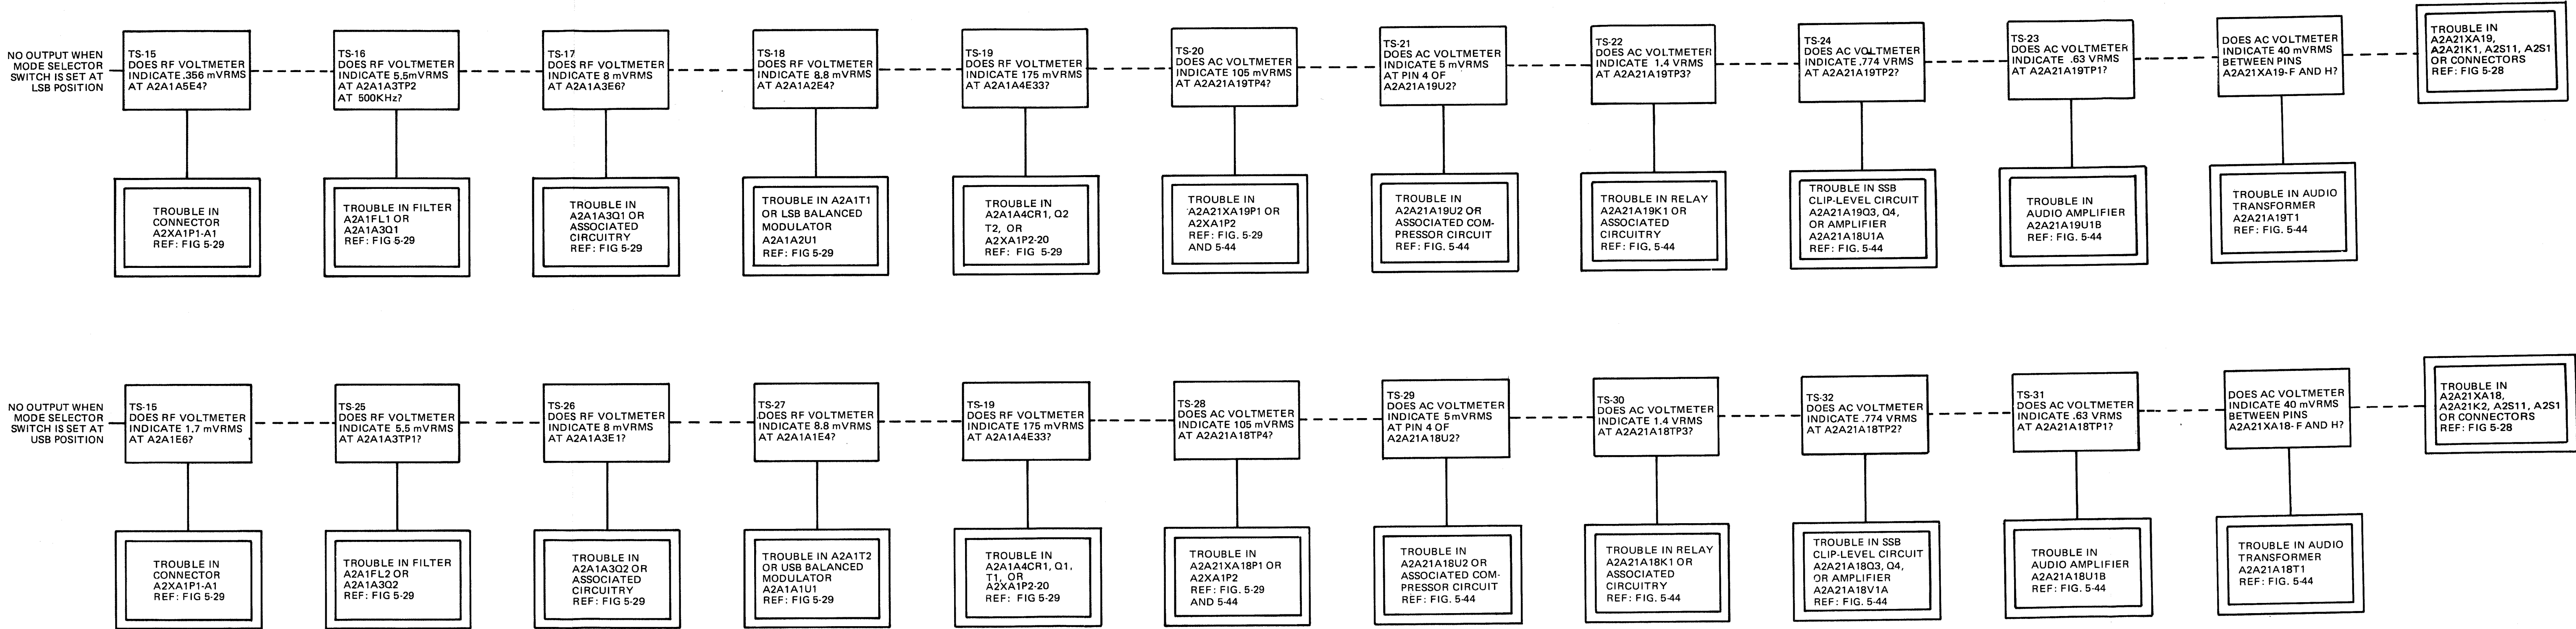 NO OUTPUT WHEN
MODE SELECTOR
SWITCH IS SET AT
LSB POSITION
TS-15
DOES RF VOLTMETER
INDICATE .356 mVRMS
AT A2A1A5E4?
TS-16
DOES RF VOLTMETER
INDICATE 5.5mVRMS
AT A2A1A3TP2
AT 500KHz?
TS-17
DOES RF VOLTMETER
INDICATE 8 mVRMS
AT A2A1A3E6?
TS-18
DOES RF VOLTMETER
INDICATE 8.8 mVRMS
AT A2A1A2E4?
TS-19
DOES RF VOLTMETER
INDICATE 175 mVRMS
AT A2A1A4E33?
TS-20
DOES AC VOLTMETER
INDICATE 105 mVRMS
AT A2A21A19TP4?
TS-21
DOES AC VOLTMETER
INDICATE 5 mVRMS
AT PIN 4 OF
A2A21A19U2?
TS-22
DOES AC VOLTMETER
INDICATE 1.4 VRMS
AT A2A21A19TP3?
TS-24
DOES AC VOLTMETER
INDICATE .774 VRMS
AT A2A21A19TP2?
TS-23
DOES AC VOLTMETER
INDICATE .63 VRMS
AT A2A21A19TP1?
DOES AC VOLTMETER
INDICATE 40 mVRMS
BETWEEN PINS
A2A21XA19-F AND H?
TROUBLE IN
A2A21XA19,
A2A21K1, A2S11, A2S1
OR CONNECTORS
REF: FIG 5-28
TROUBLE IN
CONNECTOR
A2XA1P1-A1
REF: FIG 5-29
TROUBLE IN FILTER
A2A1FL1 OR
A2A1A3Q1
REF: FIG 5-29
TROUBLE IN
A2A1A3Q1 OR
ASSOCIATED
CIRCUITRY
REF: FIG 5-29
TROUBLE IN A2A1T1
OR LSB BALANCED
MODULATOR
A2A1A2U1
REF: FIG 5-29
TROUBLE IN
A2A1A4CR1, Q2
T2, OR
A2XA1P2-20
REF: FIG 5-29
TROUBLE IN
A2A21XA19P1 OR
A2XA1P2
REF: FIG. 5-29
AND 5-44
TROUBLE IN
A2A21A19U2 OR
ASSOCIATED COM-
PRESSOR CIRCUIT
REF: FIG. 5-44
TROUBLE IN RELAY
A2A21A19K1 OR
ASSOCIATED
CIRCUITRY
REF: FIG. 5-44
TROUBLE IN SSB
CLIP-LEVEL CIRCUIT
A2A21A19Q3, Q4,
OR AMPLIFIER
A2A21A18U1A
REF: FIG. 5-44
TROUBLE IN
AUDIO AMPLIFIER
A2A21A19U1B
REF: FIG. 5-44
TROUBLE IN AUDIO
TRANSFORMER
A2A21A19T1
REF: FIG. 5-44
NO OUTPUT WHEN
MODE SELECTOR
SWITCH IS SET AT
USB POSITION
TS-15
DOES RF VOLTMETER
INDICATE 1.7 mVRMS
AT A2A1E6?
TS-25
DOES RF VOLTMETER
INDICATE 5.5 mVRMS
AT A2A1A3TP1?
TS-26
DOES RF VOLTMETER
INDICATE 8 mVRMS
AT A2A1A3E1?
TS-27
DOES RF VOLTMETER
INDICATE 8.8 mVRMS
AT A2A1A1E4?
TS-19
DOES RF VOLTMETER
INDICATE 175 mVRMS
AT A2A1A4E33?
TS-28
DOES AC VOLTMETER
INDICATE 105 mVRMS
AT A2A21A18TP4?
TS-29
DOES AC VOLTMETER
INDICATE 5 mVRMS
AT PIN 4 OF
A2A21A18U2?
TS-30
DOES AC VOLTMETER
INDICATE 1.4 VRMS
AT A2A21A18TP3?
TS-32
DOES AC VOLTMETER
INDICATE .774 VRMS
AT A2A21A18TP2?
TS-31
DOES AC VOLTMETER
INDICATE .63 VRMS
AT A2A21A18TP1?
DOES AC VOLTMETER
INDICATE 40 mVRMS
BETWEEN PINS
A2A21XA18-F AND H?
TROUBLE IN
A2A21XA18,
A2A21K2, A2S11, A2S1
OR CONNECTORS
REF: FIG 5-28
TROUBLE IN
CONNECTOR
A2XA1P1-A1
REF: FIG 5-29
TROUBLE IN FILTER
A2A1FL2 OR
A2A1A3Q2
REF: FIG 5-29
TROUBLE IN
A2A1A3Q2 OR
ASSOCIATED
CIRCUITRY
REF: FIG 5-29
TROUBLE IN A2A1T2
OR USB BALANCED
MODULATOR
A2A1A1U1
REF: FIG 5-29
TROUBLE IN
A2A1A4CR1, Q1,
T1, OR
A2XA1P2-20
REF: FIG 5-29
TROUBLE IN
A2A21XA18P1 OR
A2XA1P2
REF: FIG. 5-29
AND 5-44
TROUBLE IN
A2A21A18U2 OR
ASSOCIATED COM-
PRESSOR CIRCUIT
REF: FIG. 5-44
TROUBLE IN RELAY
A2A21A18K1 OR
ASSOCIATED
CIRCUITRY
REF: FIG. 5-44
TROUBLE IN SSB
CLIP-LEVEL CIRCUIT
A2A21A18Q3, Q4,
OR AMPLIFIER
A2A21A18V1A
REF: FIG. 5-44
TROUBLE IN
AUDIO AMPLIFIER
A2A21A18U1B
REF: FIG. 5-44
TROUBLE IN AUDIO
TRANSFORMER
A2A21A18T1
REF: FIG. 5-44